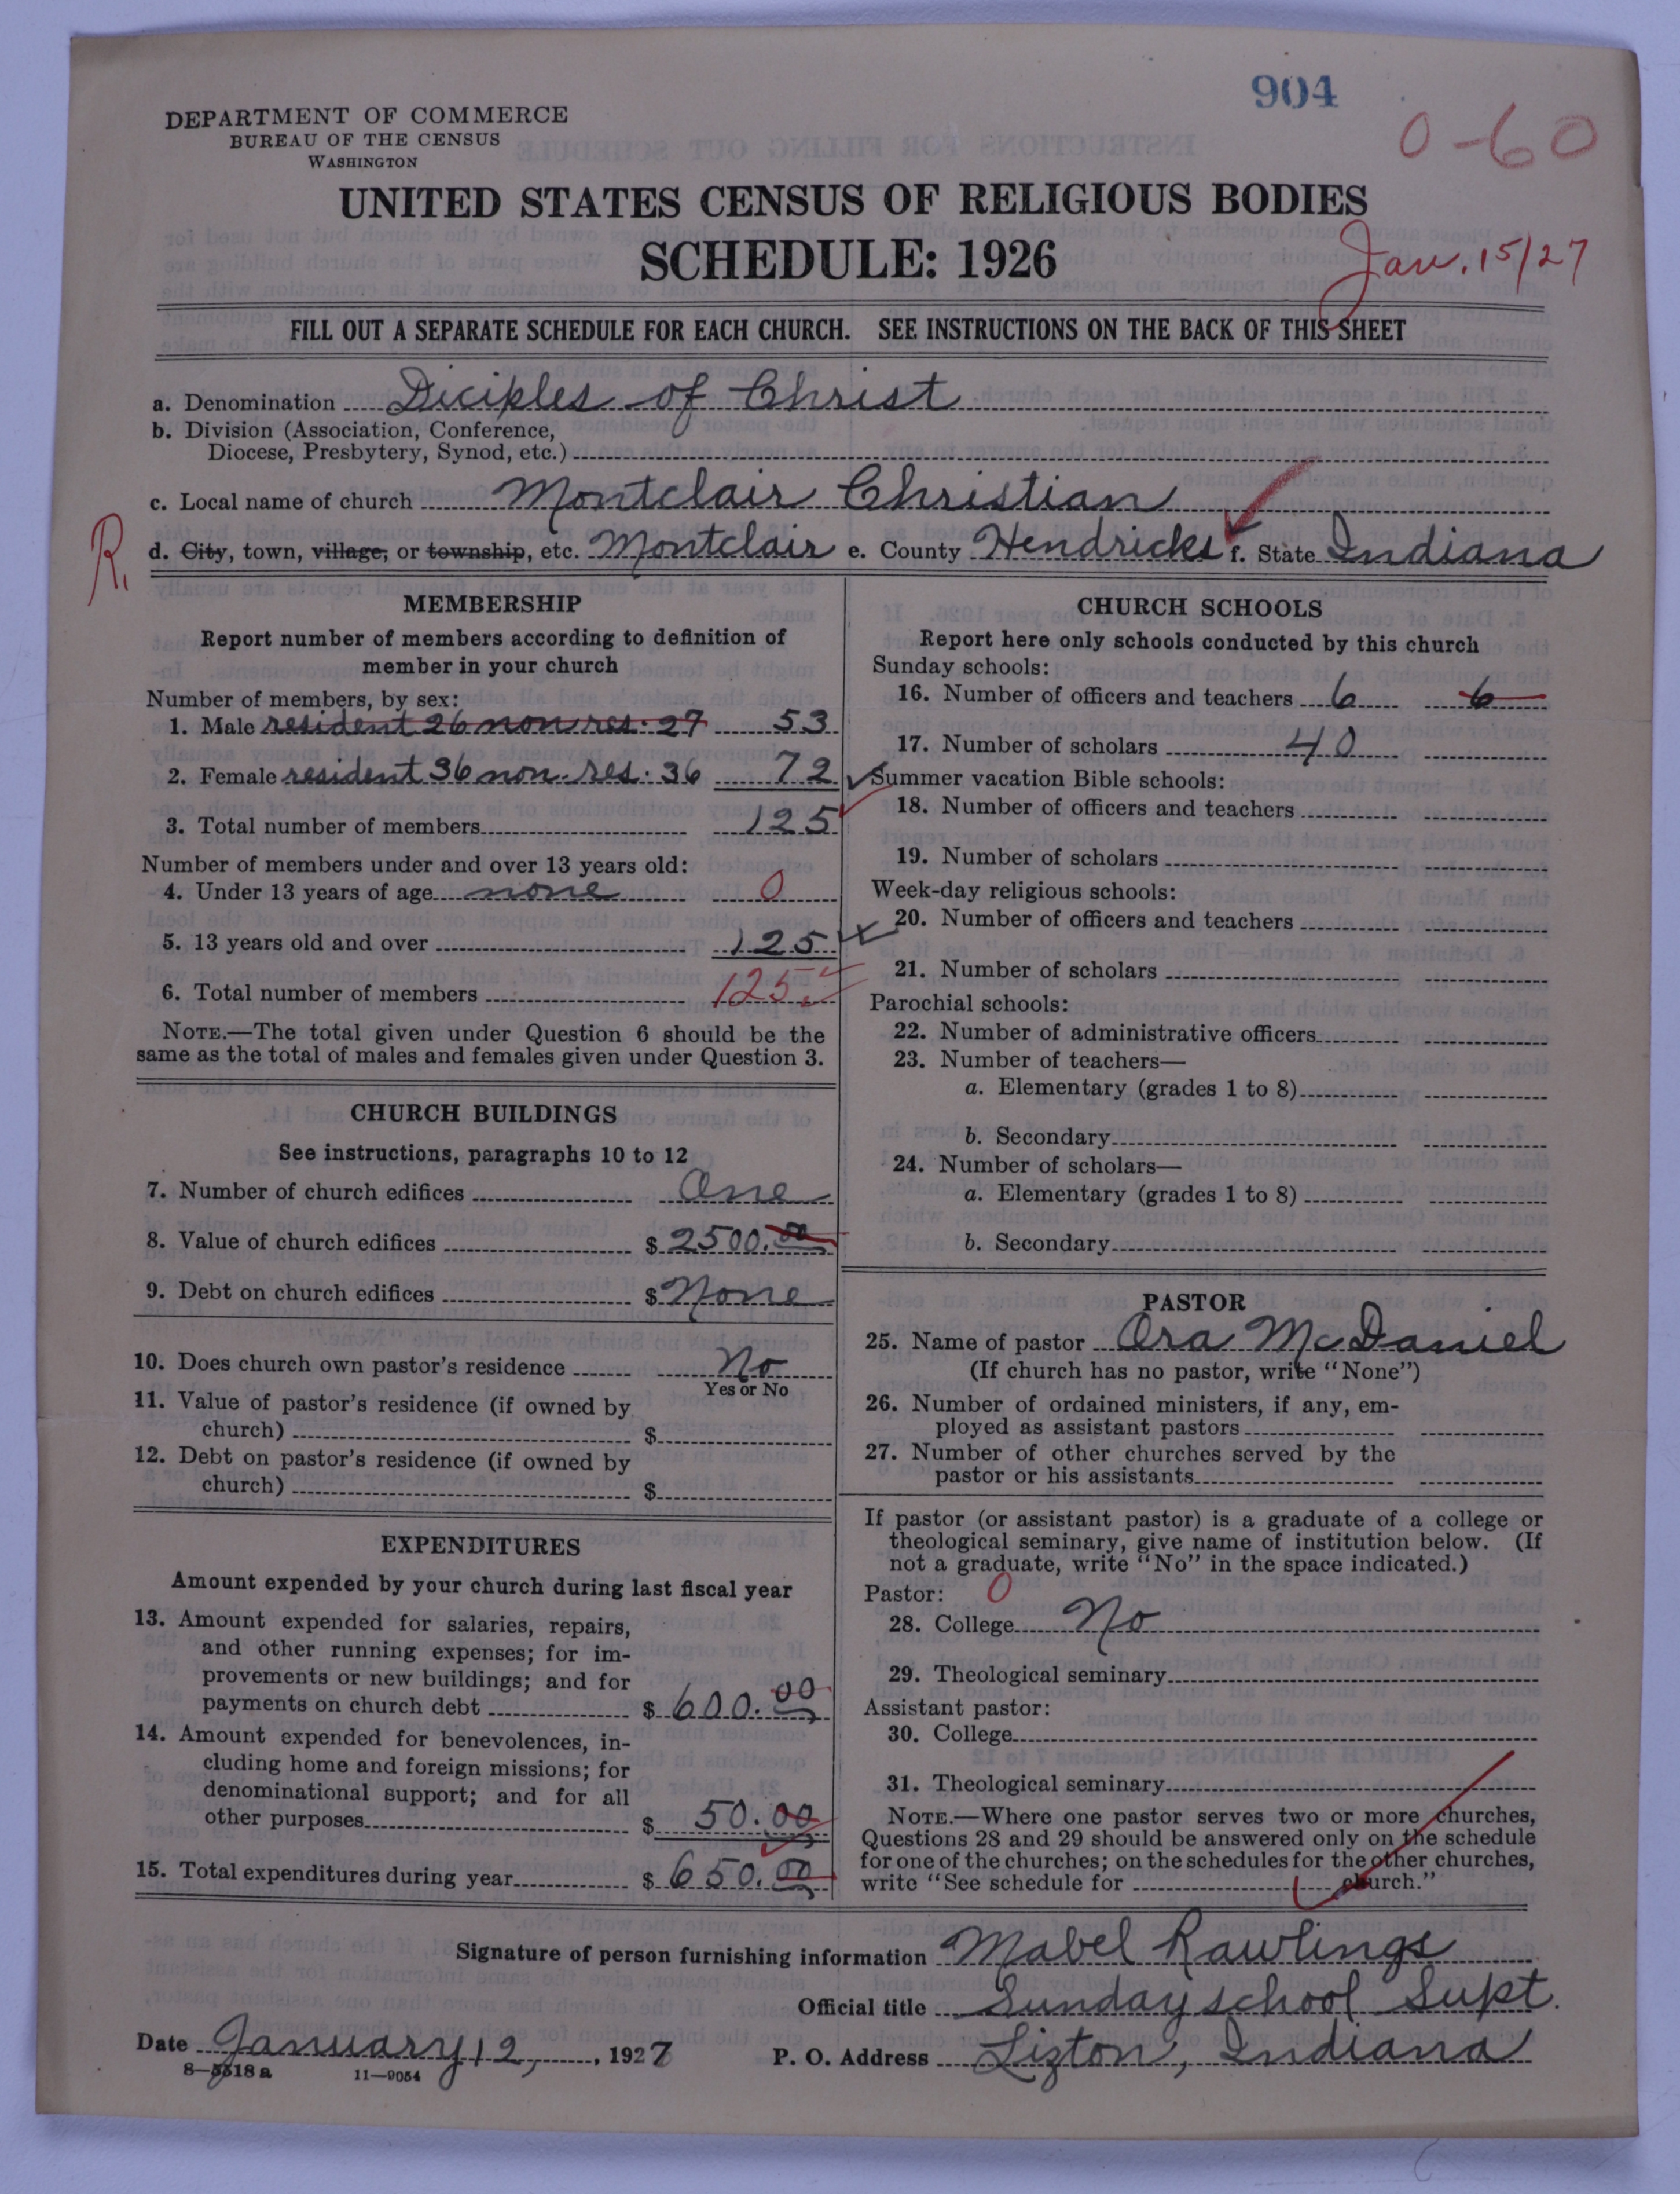 904
0-60
DEPARTMENT OF COMMERCE
BUREAU OF THE CENSUS
WASHINGTON
UNITED STATES CENSUS OF RELIGIOUS BODIES
SCHEDULE: 1926
Jan. 15/27
FILL OUT A SEPARATE SCHEDULE FOR EACH CHURCH. SEE INSTRUCTIONS ON THE BACK OF THIS SHEET
a. Denomination Diciples of Christ
b. Division (Association, Conference,
Diocese, Presbytery, Synod, etc.)
c. Local name of church Montclair Christian
R. d. City, town, village, or township, etc. Montclair e. County Hendricks f. State Indiana
MEMBERSHIP
Report number of members according to definition of
member in your church
Number of members, by sex:
1. Male resident 26 non res. 27 53
2. Female resident 36 non-res. 36 72
3. Total number of members 125
Number of members under and over 13 years old:
4. Under 13 years of age none 0
5. 13 years old and over 125
6. Total number of members 125
NOTE.—The total given under Question 6 should be the
same as the total of males and females given under Question 3.
CHURCH BUILDINGS
See instructions, paragraphs 10 to 12
7. Number of church edifices One
8. Value of church edifices $ 2500.00
9. Debt on church edifices $ None
10. Does church own pastor's residence No
Yes or No
11. Value of pastor's residence (if owned by
church) $
12. Debt on pastor's residence (if owned by
church) $
EXPENDITURES
Amount expended by your church during last fiscal year
13. Amount expended for salaries, repairs,
and other running expenses; for im-
provements or new buildings; and for
payments on church debt $ 600.00
14. Amount expended for benevolences, in-
cluding home and foreign missions; for
denominational support; and for all
other purposes $ 50.00
15. Total expenditures during year $ 650.00
CHURCH SCHOOLS
Report here only schools conducted by this church
Sunday schools:
16. Number of officers and teachers 6 6
17. Number of scholars 40
Summer vacation Bible schools:
18. Number of officers and teachers
19. Number of scholars
Week-day religious schools:
20. Number of officers and teachers
21. Number of scholars
Parochial schools:
22. Number of administrative officers
23. Number of teachers—
a. Elementary (grades 1 to 8)
b. Secondary
24. Number of scholars—
a. Elementary (grades 1 to 8)
b. Secondary
PASTOR
25. Name of pastor Ora McDaniel
(If church has no pastor, write "None")
26. Number of ordained ministers, if any, em-
ployed as assistant pastors
27. Number of other churches served by the
pastor or his assistants
If pastor (or assistant pastor) is a graduate of a college or
theological seminary, give name of institution below. (If
not a graduate, write "No" in the space indicated.)
Pastor: 0
28. College No
29. Theological seminary
Assistant pastor:
30. College
31. Theological seminary
NOTE.—Where one pastor serves two or more churches,
Questions 28 and 29 should be answered only on the schedule
for one of the churches; on the schedules for the other churches,
write "See schedule for church."
Signature of person furnishing information Mabel Rawlings
Official title Sunday school Supt.
Date January 12, 1927 P. O. Address Lizton, Indiana
8—5518 a 11—9054